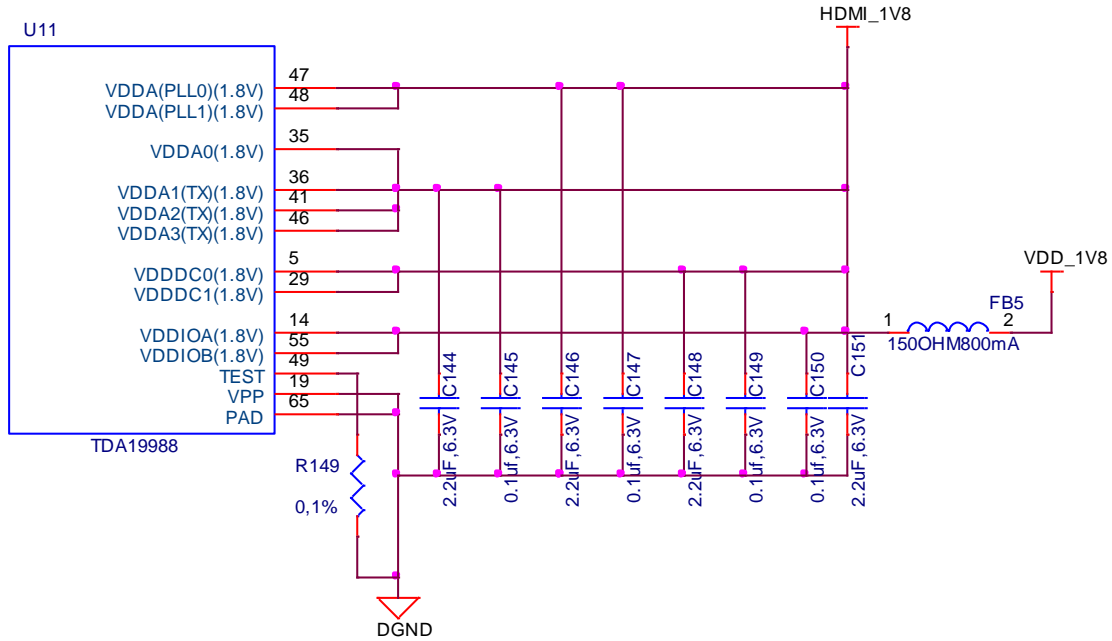 U11
HDMI_1V8
47
VDDA(PLL0)(1.8V)
48
VDDA(PLL1)(1.8V)
35
VDDA0(1.8V)
36
VDDA1(TX)(1.8V)
41
VDDA2(TX)(1.8V)
46
VDDA3(TX)(1.8V)
5
VDDDC0(1.8V)
29
VDDDC1(1.8V)
VDD_1V8
FB5
14
VDDIOA(1.8V)
1
2
150OHM800mA
55
VDDIOB(1.8V)
49
TEST
19
VPP
65
PAD
TDA19988
C144
C145
C146
C147
C148
C149
C150
C151
2.2uF,6.3V
0.1uf,6.3V
2.2uF,6.3V
0.1uf,6.3V
2.2uF,6.3V
0.1uf,6.3V
0.1uf,6.3V
2.2uF,6.3V
R149
0,1%
DGND